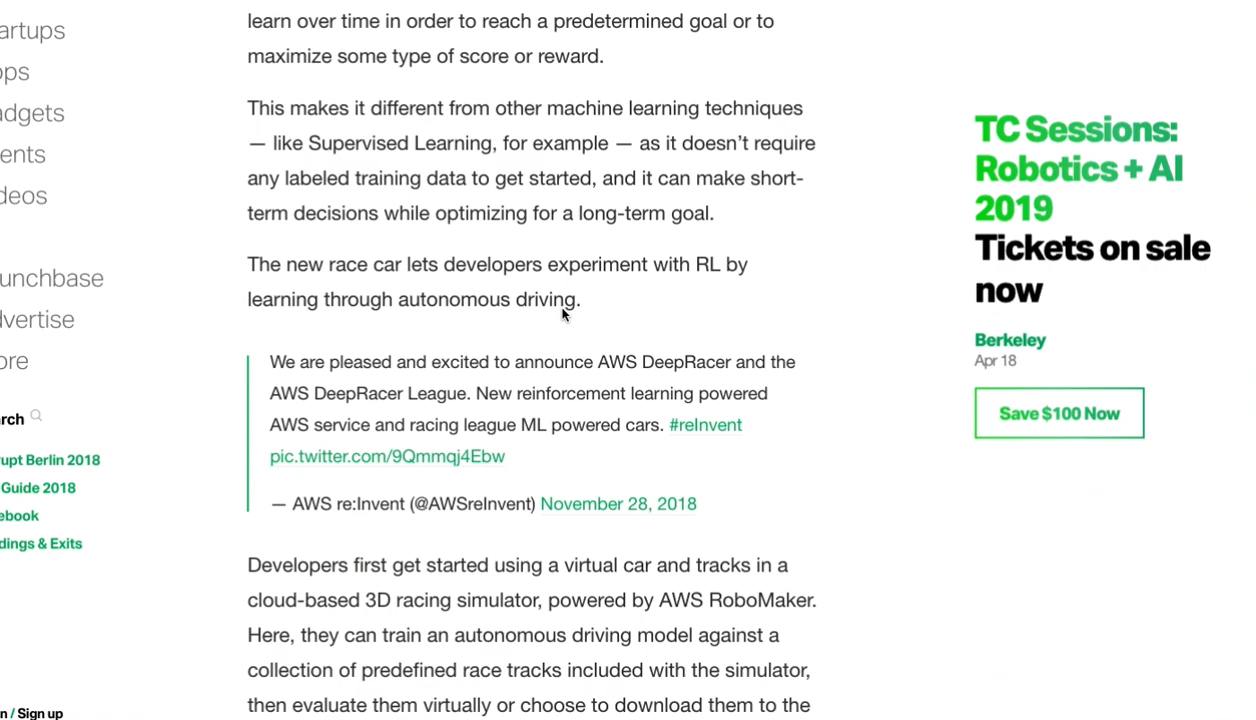 artups
ops
adgets
ents
deos
unchbase
dvertise
ore
rch
upt Berlin 2018
Guide 2018
ebook
dings & Exits
n / Sign up
learn over time in order to reach a predetermined goal or to
maximize some type of score or reward.
This makes it different from other machine learning techniques
— like Supervised Learning, for example — as it doesn’t require
any labeled training data to get started, and it can make short-
term decisions while optimizing for a long-term goal.
The new race car lets developers experiment with RL by
learning through autonomous driving.
We are pleased and excited to announce AWS DeepRacer and the
AWS DeepRacer League. New reinforcement learning powered
AWS service and racing league ML powered cars. #reInvent
pic.twitter.com/9Qmmqj4Ebw
— AWS re:Invent (@AWSreInvent) November 28, 2018
Developers first get started using a virtual car and tracks in a
cloud-based 3D racing simulator, powered by AWS RoboMaker.
Here, they can train an autonomous driving model against a
collection of predefined race tracks included with the simulator,
then evaluate them virtually or choose to download them to the
TC Sessions:
Robotics + AI
2019
Tickets on sale
now
Berkeley
Apr 18
Save $100 Now